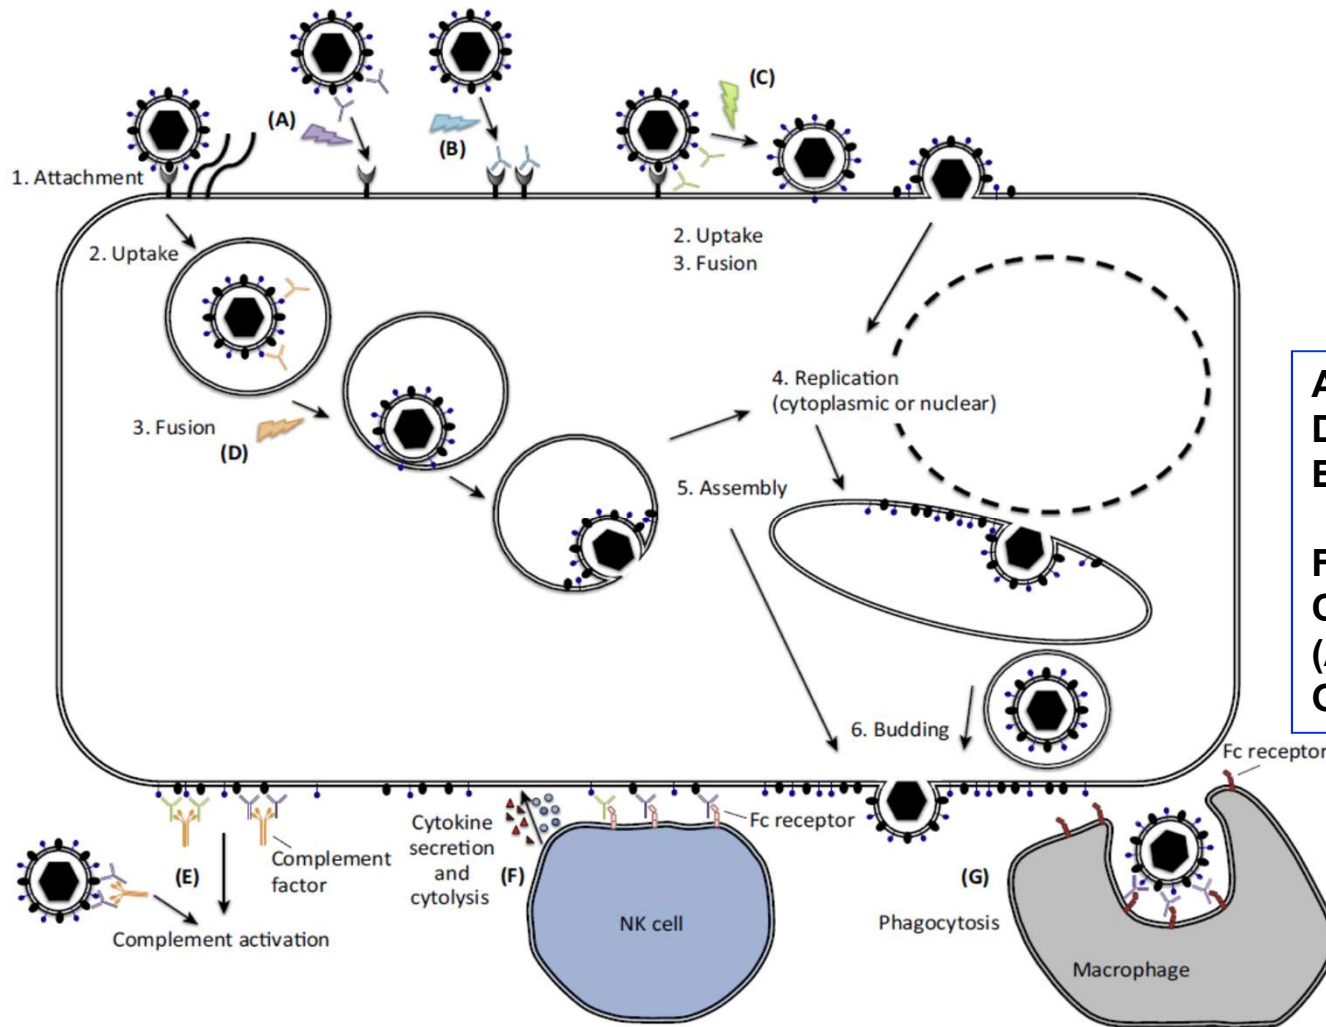 (A)
(B)
(C)
1. Attachment
2. Uptake
3. Fusion
(D)
2. Uptake
3. Fusion
4. Replication
(cytoplasmic or nuclear)
5. Assembly
6. Budding
A
D
F
(
Fc receptor
Complement
factor
(E)
Complement activation
Cytokine
secretion
and
cytolysis
(F)
NK cell
Fc receptor
(G)
Phagocytosis
Macrophage